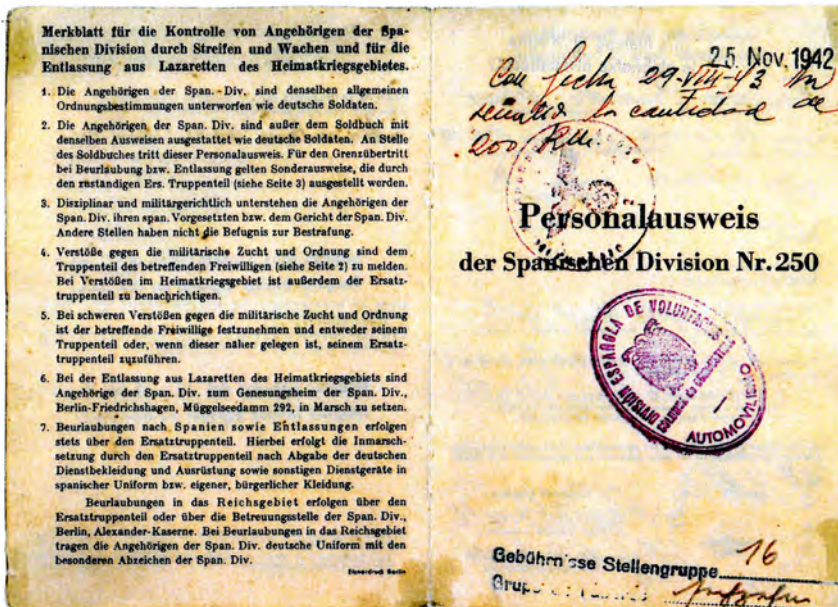 Merkblatt für die Kontrolle von Angehörigen der Spa-
nischen Division durch Streifen und Wachen und für die
Entlassung aus Lazaretten des Heimatkriegsgebietes.
1. Die Angehörigen der Span.-Div. sind denselben allgemeinen
Ordnungsbestimmungen unterworfen wie deutsche Soldaten.
2. Die Angehörigen der Span. Div. sind außer dem Soldbuch mit
denselben Ausweisen ausgestattet wie deutsche Soldaten. An Stelle
des Soldbuches tritt dieser Personalausweis. Für den Grenzübertritt
bei Beurlaubung bzw. Entlassung gelten Sonderausweise, die durch
den zuständigen Ers. Truppenteil (siehe Seite 3) ausgestellt werden.
3. Disziplinar und militärgerichtlich unterstehen die Angehörigen der
Span. Div. ihren span. Vorgesetzten bzw. dem Gericht der Span. Div.
Andere Stellen haben nicht die Befugnis zur Bestrafung.
4. Verstöße gegen die militärische Zucht und Ordnung sind dem
Truppenteil des betreffenden Freiwilligen (siehe Seite 2) zu melden.
Bei Verstößen im Heimatkriegsgebiet ist außerdem der Ersatz-
truppenteil zu benachrichtigen.
5. Bei schweren Verstößen gegen die militärische Zucht und Ordnung
ist der betreffende Freiwillige festzunehmen und entweder seinem
Truppenteil oder, wenn dieser näher gelegen ist, seinem Ersatz-
truppenteil zuzuführen.
6. Bei der Entlassung aus Lazaretten des Heimatkriegsgebiets sind
Angehörige der Span. Div. zum Genesungsheim der Span. Div.,
Berlin-Friedrichshagen, Müggelseedamm 292, in Marsch zu setzen.
7. Beurlaubungen nach Spanien sowie Entlassungen erfolgen
stets über den Ersatztruppenteil. Hierbei erfolgt die Inmarsch-
setzung durch den Ersatztruppenteil nach Abgabe der deutschen
Dienstbekleidung und Ausrüstung sowie sonstigen Dienstgeräte in
spanischer Uniform bzw. eigener, bürgerlicher Kleidung.
Beurlaubungen in das Reichsgebiet erfolgen über den
Ersatztruppenteil oder über die Betreuungsstelle der Span. Div.,
Berlin, Alexander-Kaserne. Bei Beurlaubungen in das Reichsgebiet
tragen die Angehörigen der Span. Div. deutsche Uniform mit den
besonderen Abzeichen der Span. Div.
25. Nov. 1942
Con fecha 29-VIII-43
la cantidad de
200 Rm.
Personalausweis
der Spanischen Division Nr. 250
DIVISIÓN ESPAÑOLA DE VOLUNTARIOS
AUTOMOVILISMO
Gebührnisse Stellengruppe 16